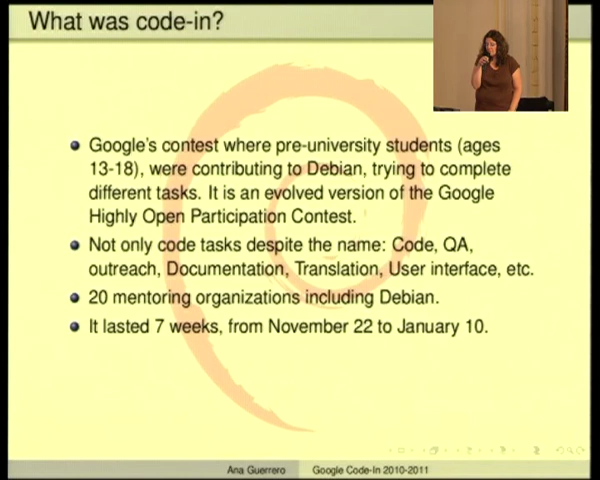 What was code-in?
Google's contest where pre-university students (ages
13-18), were contributing to Debian, trying to complete
different tasks. It is an evolved version of the Google
Highly Open Participation Contest.
Not only code tasks despite the name: Code, QA,
outreach, Documentation, Translation, User interface, etc.
20 mentoring organizations including Debian.
It lasted 7 weeks, from November 22 to January 10.
Ana Guerrero Google Code-In 2010-2011